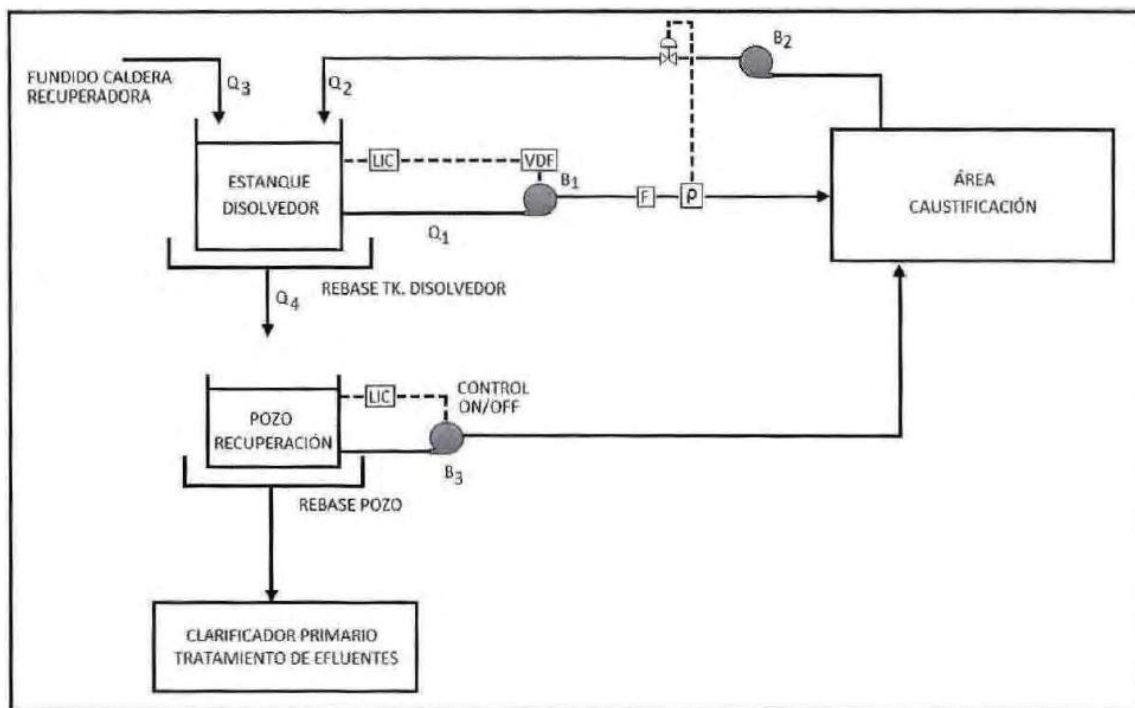 B2
FUNDIDO CALDERA
RECUPERADORA
Q3
Q2
LIC
VDF
B1
ESTANQUE
DISOLVEDOR
F
ρ
ÁREA
CAUSTIFICACIÓN
Q1
Q4
REBASE TK. DISOLVEDOR
LIC
CONTROL
ON/OFF
POZO
RECUPERACIÓN
B3
REBASE POZO
CLARIFICADOR PRIMARIO
TRATAMIENTO DE EFLUENTES